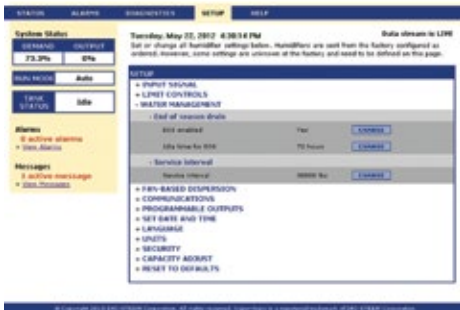 STATUS ALARMS DIAGNOSTICS SETUP HELP
System Status
DEMAND OUTPUT
73.3% 0%
RUN MODE Auto
TANK STATUS Idle
Alarms
0 active alarms
View Alarms
Messages
1 active message
View Messages
Tuesday, May 22, 2012 4:30:14 PM
Data stream is LIVE
Set or change all humidifier settings below. Humidifiers are sent from the factory configured as
ordered. However, some settings are unknown at the factory and need to be defined on this page.
SETUP
+ INPUT SIGNAL
+ LIMIT CONTROLS
- WATER MANAGEMENT
- End of season drain
enabled Yes CHANGE
Idle time for 72 hours CHANGE
- Service interval
Service interval lbs CHANGE
+ FAN-BASED DISPERSION
+ COMMUNICATIONS
+ PROGRAMMABLE OUTPUTS
+ SET DATE AND TIME
+ LANGUAGE
+ UNITS
+ SECURITY
+ CAPACITY ADJUST
+ RESET TO DEFAULTS